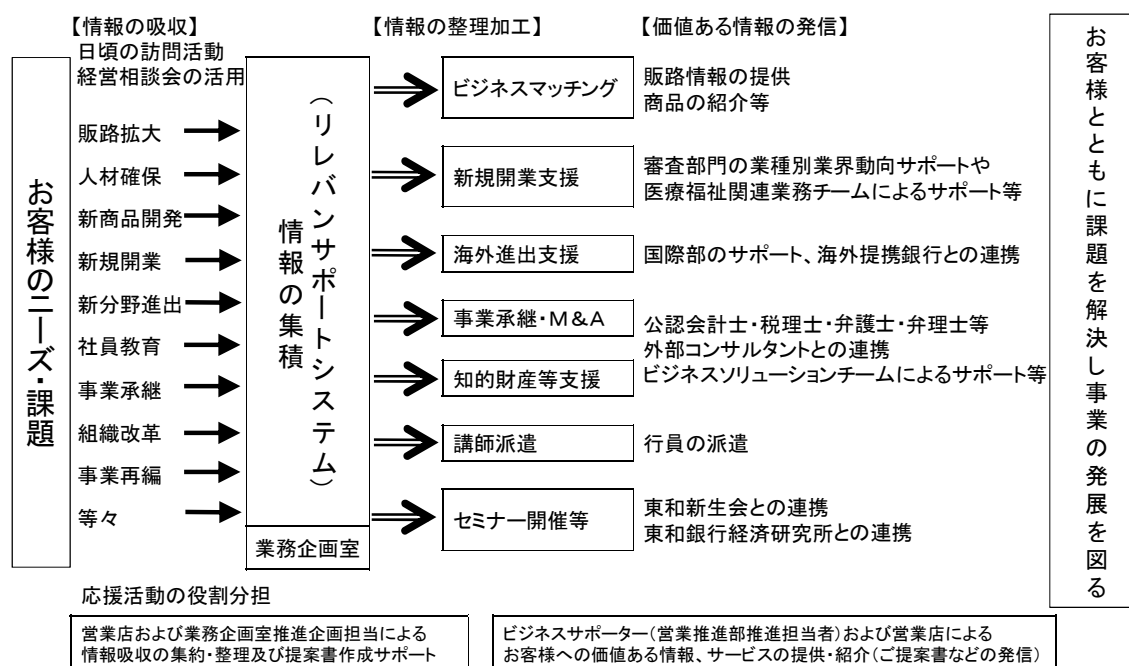 【情報の吸収】
日頃の訪問活動
経営相談会の活用
お客様のニーズ・課題
販路拡大
人材確保
新商品開発
新規開業
新分野進出
社員教育
事業承継
組織改革
事業再編
等々
情報の集積
（リレバンサポートシステム）
業務企画室
【情報の整理加工】
【価値ある情報の発信】
ビジネスマッチング
販路情報の提供
商品の紹介等
新規開業支援
審査部門の業種別業界動向サポートや
医療福祉関連業務チームによるサポート等
海外進出支援
国際部のサポート、海外提携銀行との連携
事業承継・Ｍ＆Ａ
知的財産等支援
公認会計士・税理士・弁護士・弁理士等
外部コンサルタントとの連携
ビジネスソリューションチームによるサポート等
講師派遣
行員の派遣
セミナー開催等
東和新生会との連携
東和銀行経済研究所との連携
お客様とともに課題を解決し事業の発展を図る
応援活動の役割分担
営業店および業務企画室推進企画担当による
情報吸収の集約・整理及び提案書作成サポート
ビジネスサポーター（営業推進部推進担当者）および営業店による
お客様への価値ある情報、サービスの提供・紹介（ご提案書などの発信）